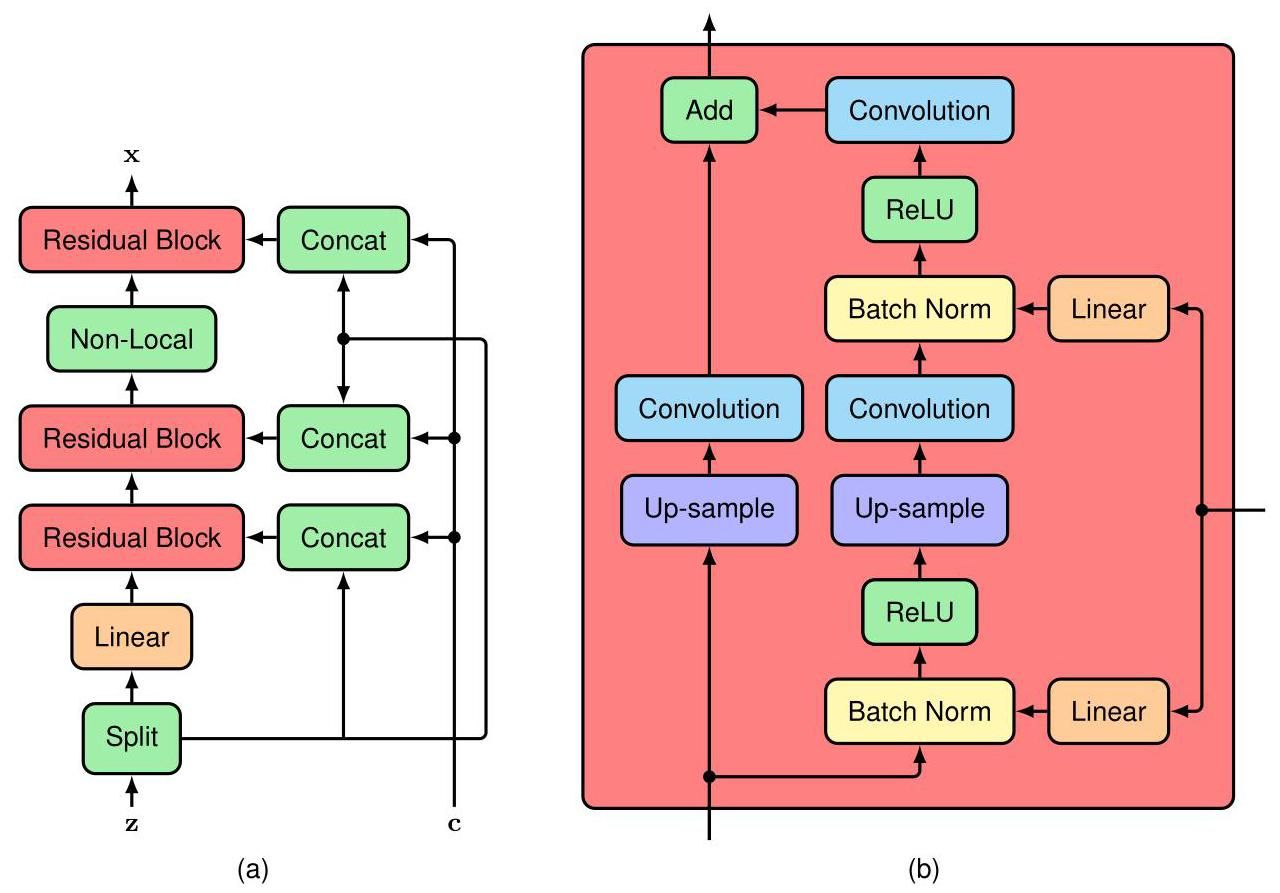 x
Residual Block
Concat
Non-Local
Residual Block
Concat
Residual Block
Concat
Linear
Split
z
c
(a)
Add
Convolution
ReLU
Batch Norm
Linear
Convolution
Convolution
Up-sample
Up-sample
ReLU
Batch Norm
Linear
(b)